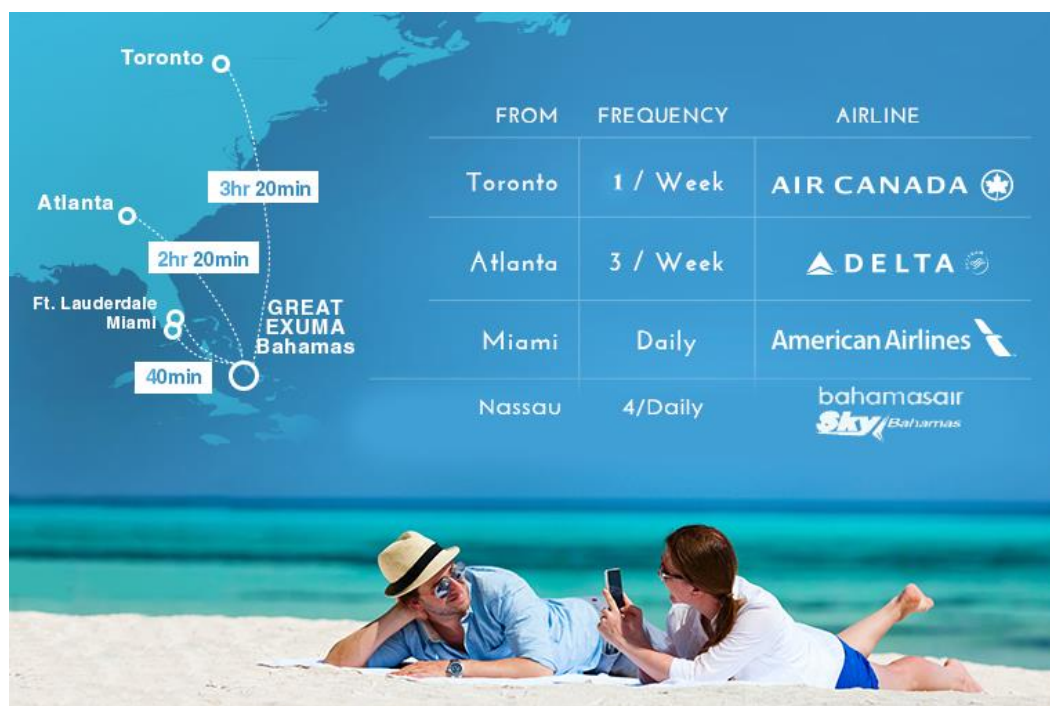 Toronto
3hr 20min
Atlanta
2hr 20min
Ft. Lauderdale
Miami
GREAT
EXUMA
Bahamas
40min
FROM FREQUENCY AIRLINE
Toronto 1 / Week AIR CANADA
Atlanta 3 / Week DELTA
Miami Daily American Airlines
Nassau 4/Daily bahamasair
Sky Bahamas